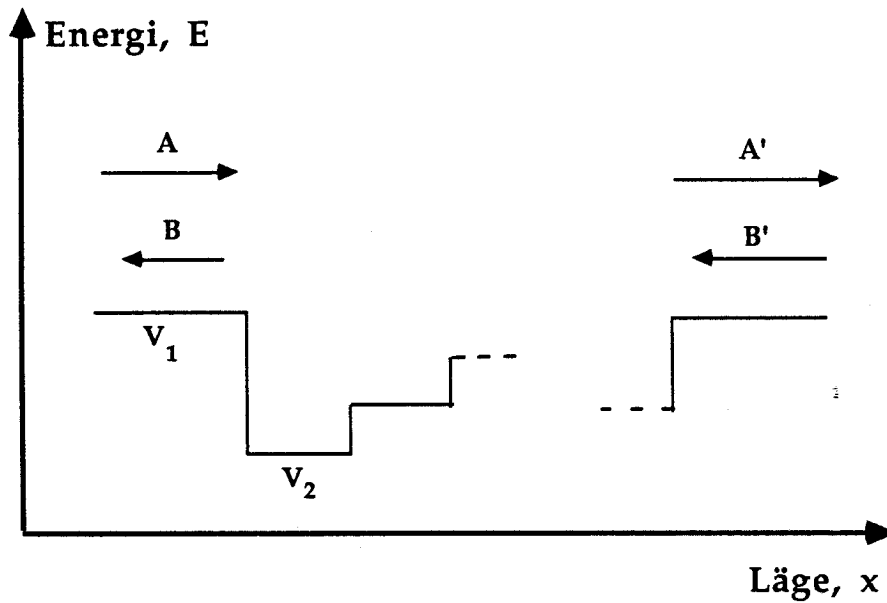 Energi, E
A
A'
B
B'
V₁
V₂
Läge, x